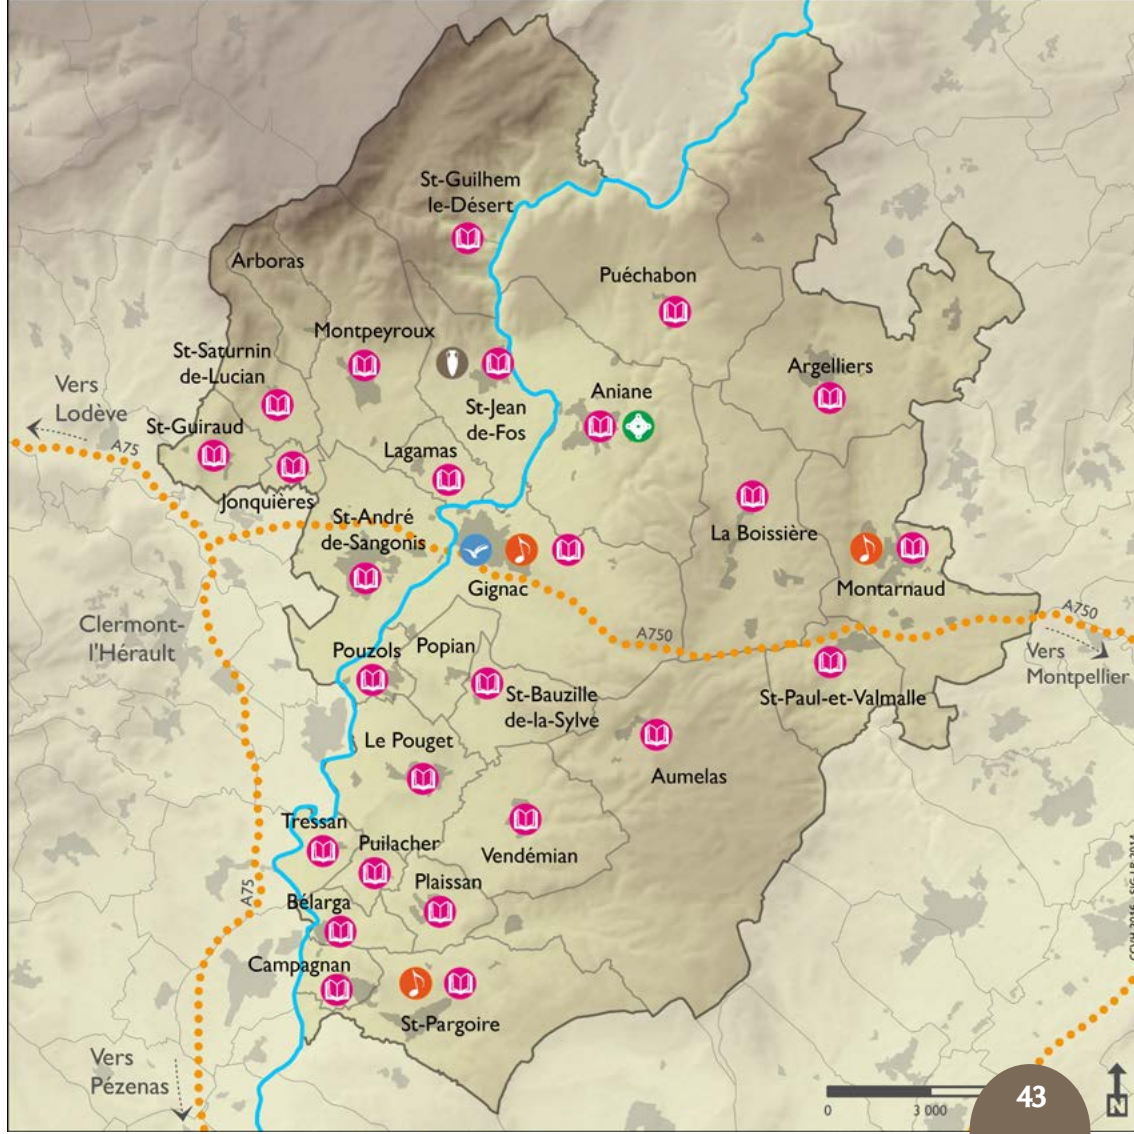 St-Guilhem
le-Désert
Arboras
Puéchabon
Montpeyroux
St-Saturnin
de-Lucian
Argelliers
Vers
Lodève
Aniane
St-Jean
de-Fos
St-Guiraud
A75
Lagamas
Jonquières
St-André
de-Sangonis
La Boissière
Gignac
Montarnaud
A750
A750
Clermont-
l'Hérault
Pouzols
Popian
Vers
Montpellier
St-Bauzille
de-la-Sylve
St-Paul-et-Valmalle
Le Pouget
Aumelas
Tressan
Puilacher
Vendémian
Plaissan
A75
Bélarga
Campagnan
St-Pargoire
Vers
Pézenas
0
3 000
43
N